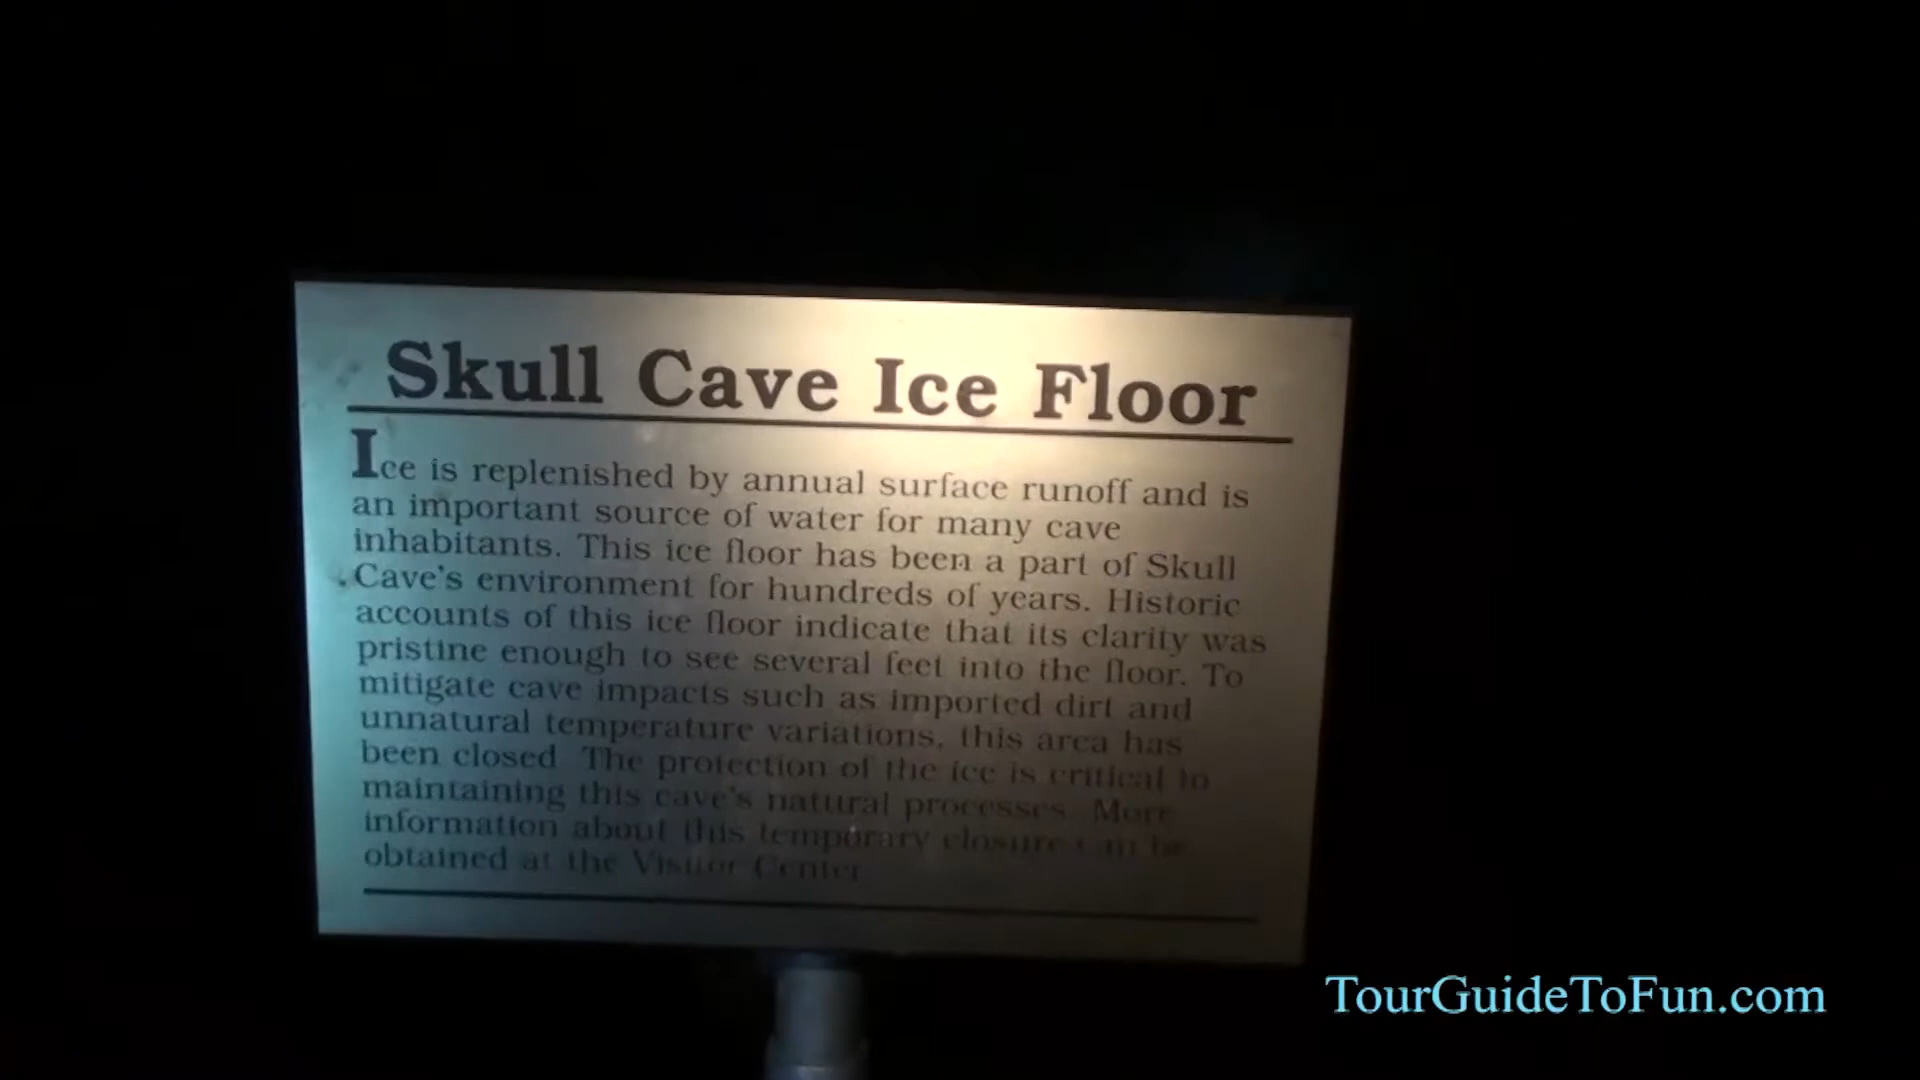 Skull Cave Ice Floor
Ice is replenished by annual surface runoff and is
an important source of water for many cave
inhabitants. This ice floor has been a part of Skull
Cave's environment for hundreds of years. Historic
accounts of this ice floor indicate that its clarity was
pristine enough to see several feet into the floor. To
mitigate cave impacts such as imported dirt and
unnatural temperature variations, this area has
been closed The protection of the ice is critical to
maintaining this cave's natural processes. More
information about this temporary closure can be
obtained at the Visitor Center
TourGuideToFun.com